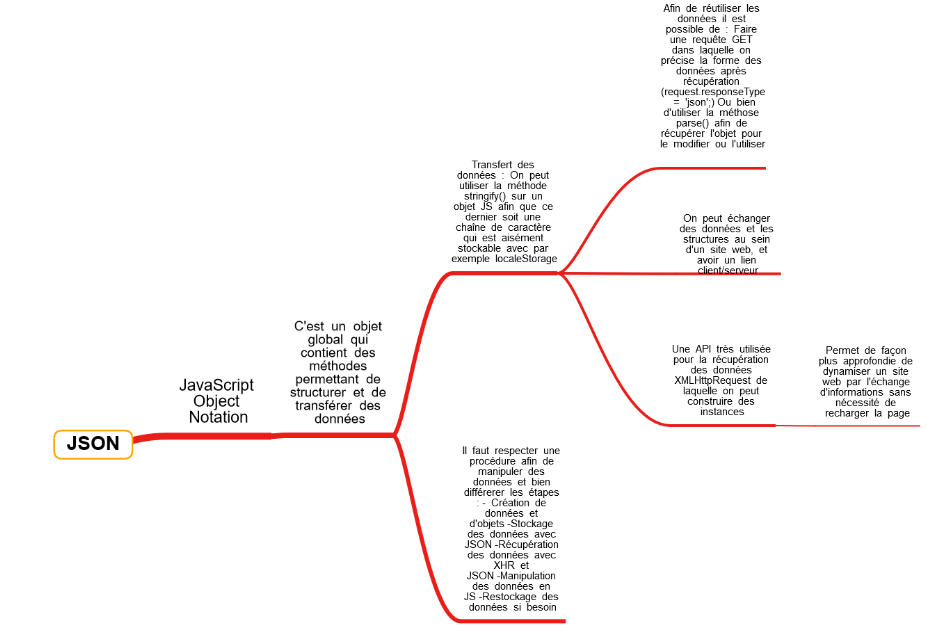 JSON
JavaScript
Object
Notation
C'est un objet
global qui
contient des
méthodes
permettant de
structurer et de
transférer des
données
Transfert des
données : On peut
utiliser la méthode
stringify() sur un
objet JS afin que ce
dernier soit une
chaîne de caractère
qui est aisément
stockable avec par
exemple localeStorage
Afin de réutiliser les
données il est
possible de : Faire
une requête GET
dans laquelle on
précise la forme des
données après
récupération
(request.responseType
= 'json';) Ou bien
d'utiliser la méthose
parse() afin de
récupérer l'objet pour
le modifier ou l'utiliser
On peut échanger
des données et les
structures au sein
d'un site web, et
avoir un lien
client/serveur
Une API très utilisée
pour la récupération
des données
XMLHttpRequest de
laquelle on peut
construire des
instances
Permet de façon
plus approfondie de
dynamiser un site
web par l'échange
d'informations sans
nécessité de
recharger la page
Il faut respecter une
procédure afin de
manipuler des
données et bien
différerer les étapes
: - Création de
données et
d'objets -Stockage
des données avec
JSON -Récupération
des données avec
XHR et
JSON -Manipulation
des données en
JS -Restockage des
données si besoin